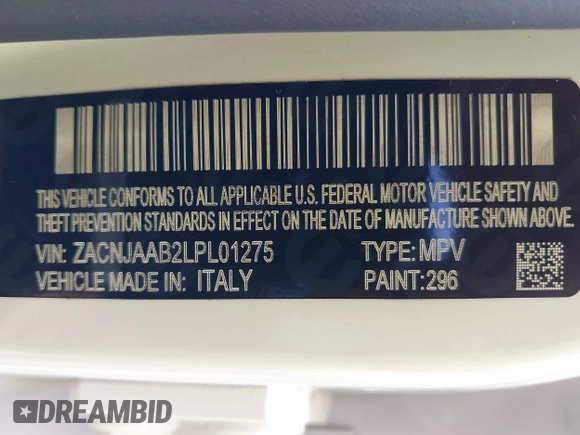 THIS VEHICLE CONFORMS TO ALL APPLICABLE U.S. FEDERAL MOTOR VEHICLE SAFETY AND
THEFT PREVENTION STANDARDS IN EFFECT ON THE DATE OF MANUFACTURE SHOWN ABOVE.
VIN: ZACNJAAB2LPL01275 TYPE: MPV
VEHICLE MADE IN: ITALY PAINT:296
DREAMBID